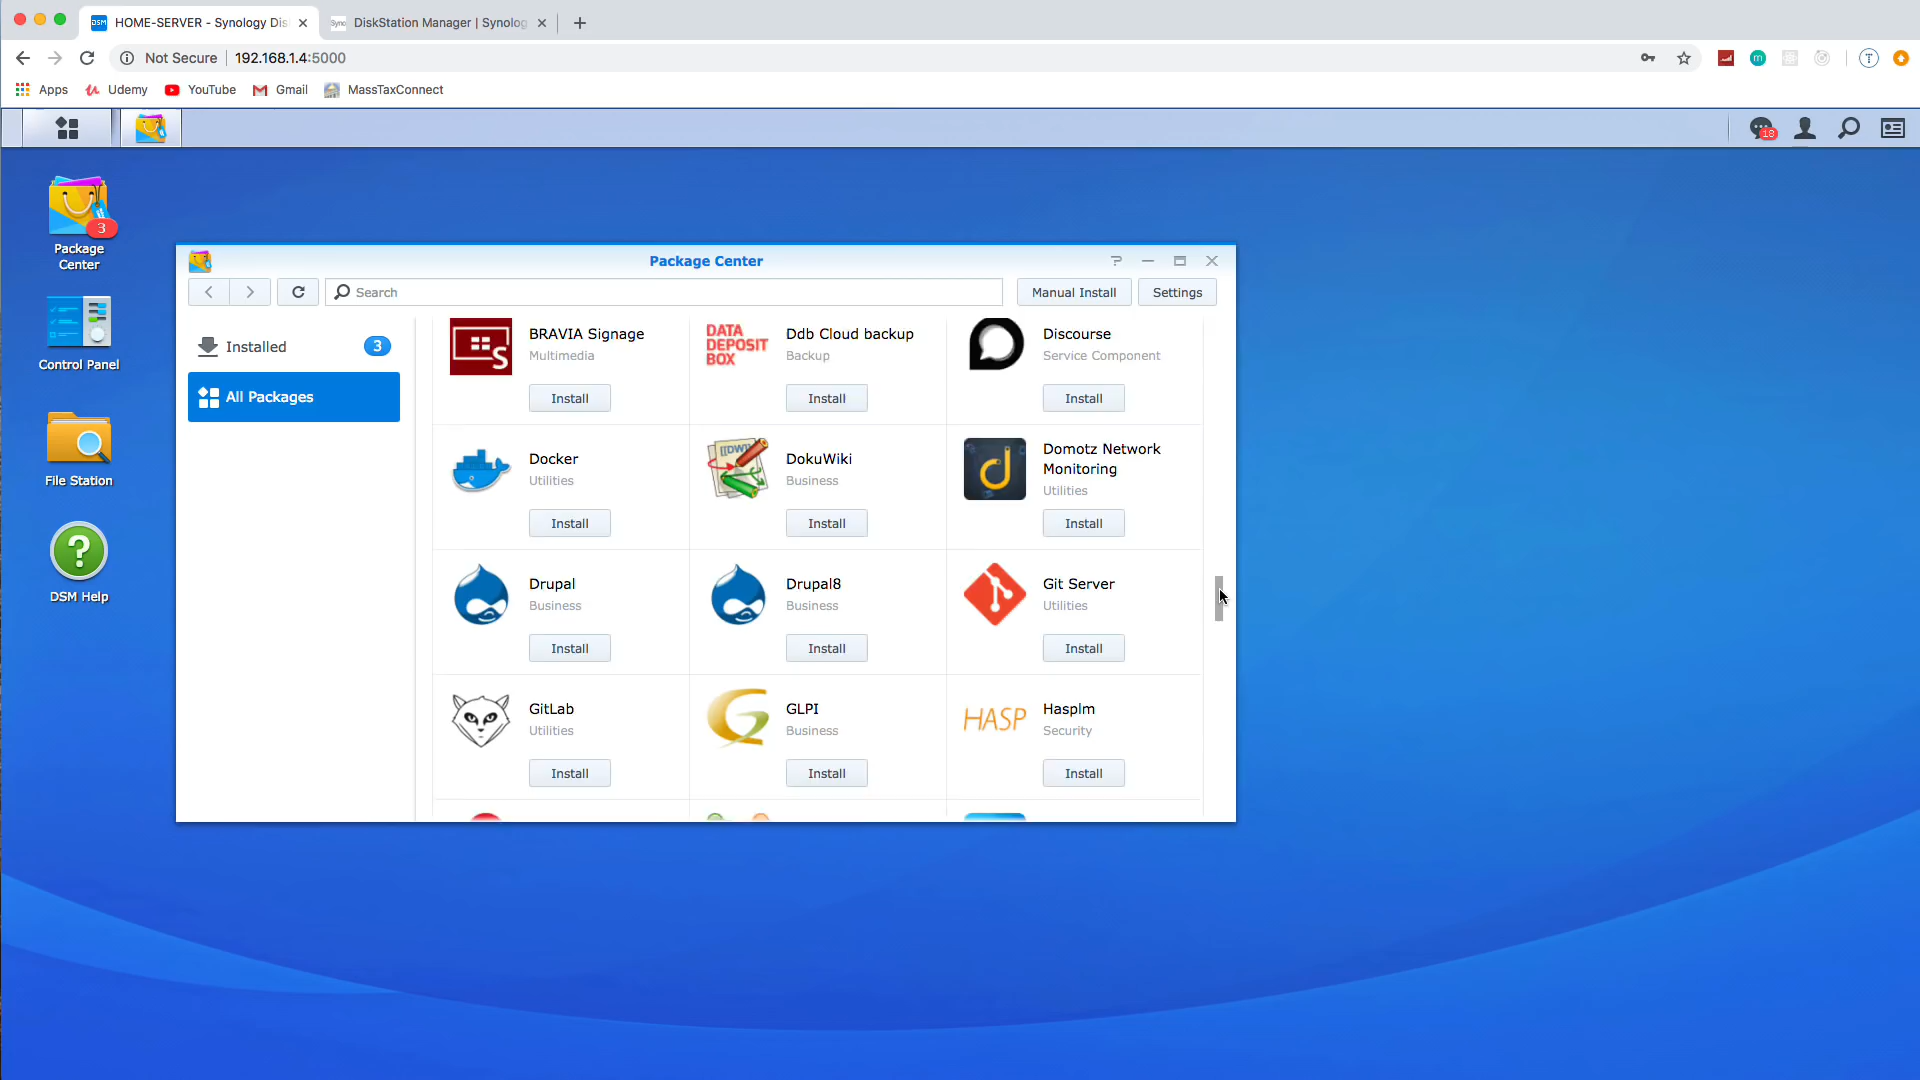 HOME-SERVER - Synology Dis
DiskStation Manager | Synolog
Not Secure
192.168.1.4:5000
Apps
Udemy
YouTube
Gmail
MassTaxConnect
3
Package
Center
Control Panel
File Station
DSM Help
Package Center
Search
Manual Install
Settings
Installed
3
All Packages
BRAVIA Signage
Multimedia
Install
DATA
DEPOSIT
BOX
Ddb Cloud backup
Backup
Install
Discourse
Service Component
Install
Docker
Utilities
Install
[[DW]]
DokuWiki
Business
Install
Domotz Network
Monitoring
Utilities
Install
Drupal
Business
Install
Drupal8
Business
Install
Git Server
Utilities
Install
GitLab
Utilities
Install
GLPI
Business
Install
HASP
Hasplm
Security
Install